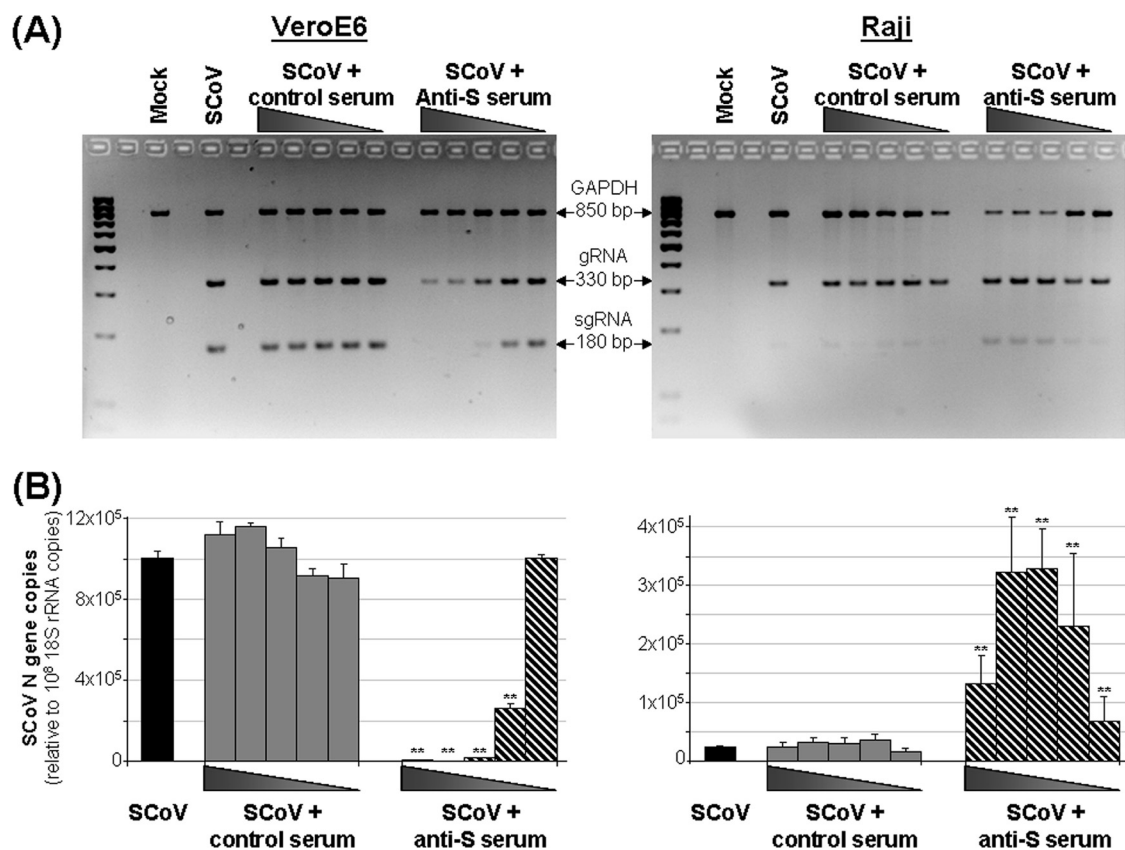 (A)
VeroE6
Raji
Mock
SCoV
SCoV +
control serum
SCoV +
Anti-S serum
Mock
SCoV
SCoV +
control serum
SCoV +
anti-S serum
GAPDH
850 bp
gRNA
330 bp
sgRNA
180 bp
(B)
SCoV N gene copies
(relative to 10⁸ 18S rRNA copies)
12x10⁵
8x10⁵
4x10⁵
0
** ** ** **
SCoV
SCoV +
control serum
SCoV +
anti-S serum
4x10⁵
3x10⁵
2x10⁵
1x10⁵
0
** ** ** ** **
SCoV
SCoV +
control serum
SCoV +
anti-S serum